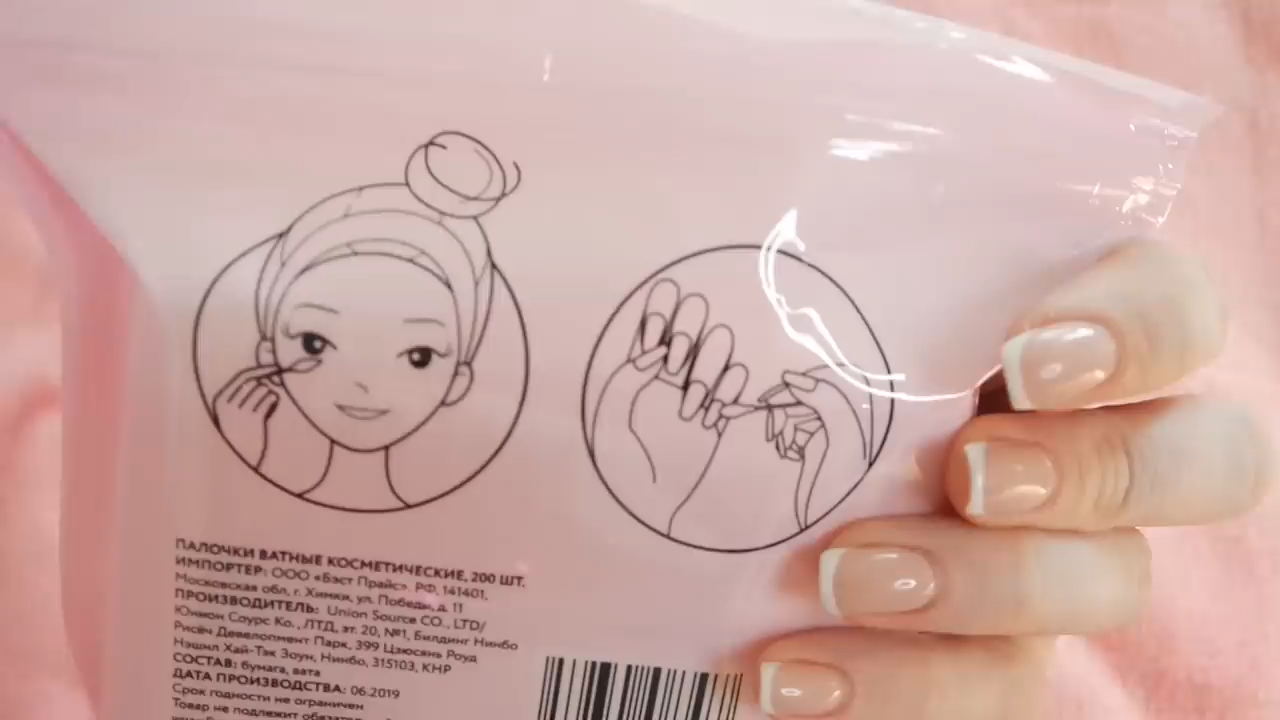 ПАЛОЧКИ ВАТНЫЕ КОСМЕТИЧЕСКИЕ, 200 ШТ.
ИМПОРТЕР: ООО «Бэст Прайс». РФ, 141401,
Московская обл, г. Химки, ул. Победы, д. 11
ПРОИЗВОДИТЕЛЬ: Union Source CO., LTD/
Юнион Соурс Ко., ЛТД, эт. 20, №1, Билдинг Нинбо
Рисёч Девелопмент Парк, 399 Цзюсянь Роуд
Нэшнл Хай-Тэк Зоун, Нинбо, 315103, КНР
СОСТАВ: бумага, вата
ДАТА ПРОИЗВОДСТВА: 06.2019
Срок годности не ограничен
Товар не подлежит